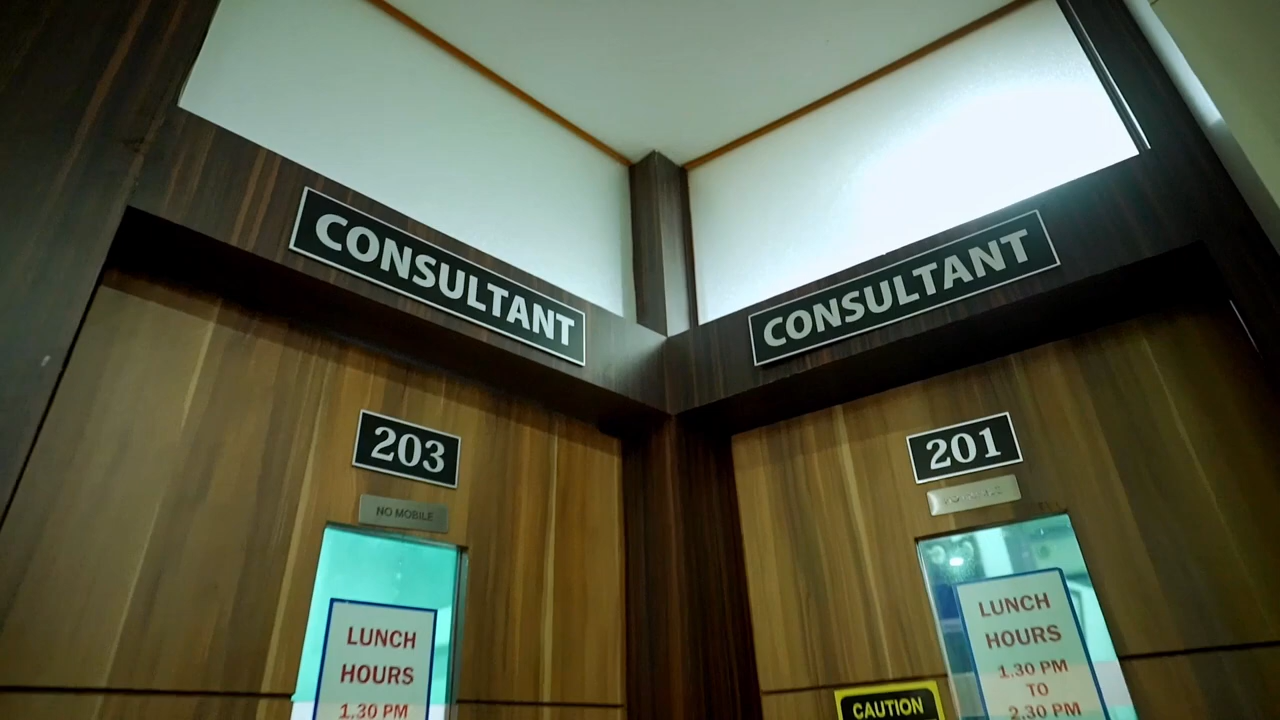 CONSULTANT
203
NO MOBILE
LUNCH
HOURS
1.30 PM
CONSULTANT
201
LUNCH
HOURS
1.30 PM
TO
2.30 PM
CAUTION